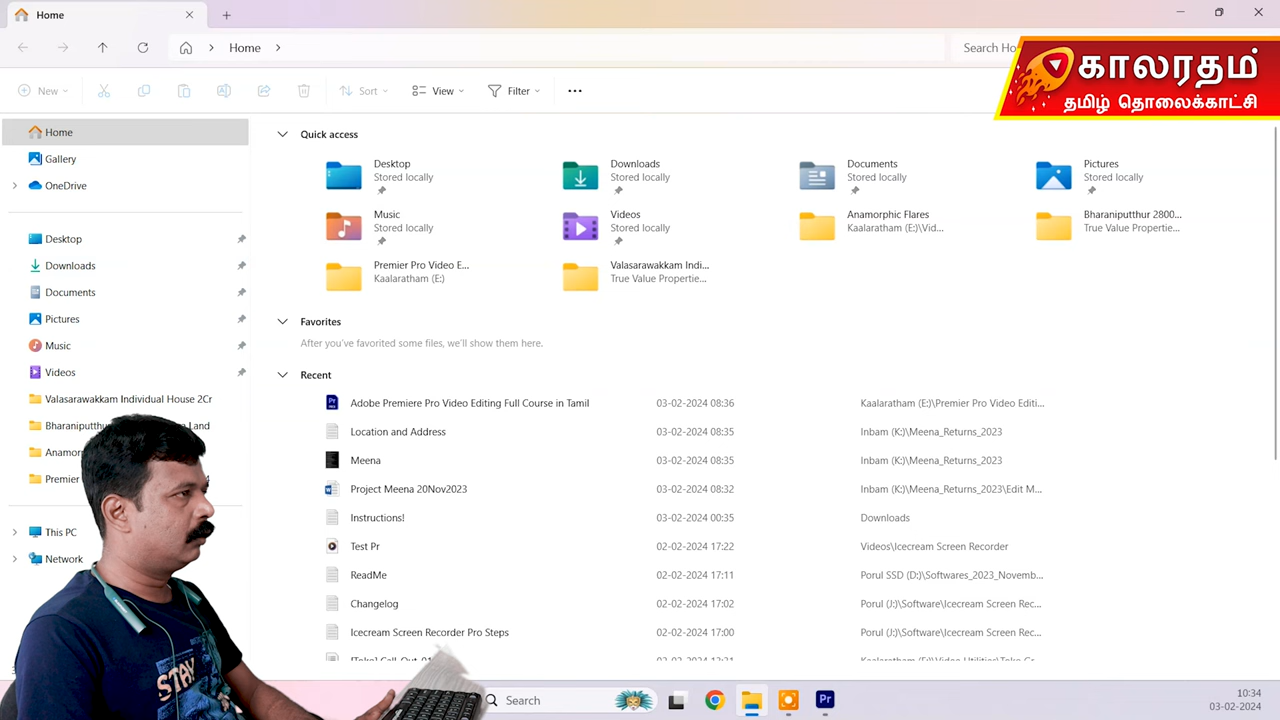 Home
Home
Search Ho
காலரதம்
தமிழ் தொலைக்காட்சி
New
Sort
View
Filter
Home
Gallery
OneDrive
Desktop
Downloads
Documents
Pictures
Music
Videos
Valasarawakkam Individual House 2Cr
Bharaniputthur
Land
Anamor
Premier
This PC
Network
Quick access
Desktop
Stored locally
Downloads
Stored locally
Documents
Stored locally
Pictures
Stored locally
Music
Stored locally
Videos
Stored locally
Anamorphic Flares
Kaalaratham (E:)\Vid...
Bharaniputthur 2800...
True Value Propertie...
Premier Pro Video E...
Kaalaratham (E:)
Valasarawakkam Indi...
True Value Propertie...
Favorites
After you've favorited some files, we'll show them here.
Recent
Adobe Premiere Pro Video Editing Full Course in Tamil 03-02-2024 08:36 Kaalaratham (E:)\Premier Pro Video Editi...
Location and Address 03-02-2024 08:35 Inbam (K:)\Meena_Returns_2023
Meena 03-02-2024 08:35 Inbam (K:)\Meena_Returns_2023
Project Meena 20Nov2023 03-02-2024 08:32 Inbam (K:)\Meena_Returns_2023\Edit M...
Instructions! 03-02-2024 00:35 Downloads
Test Pr 02-02-2024 17:22 Videos\Icecream Screen Recorder
ReadMe 02-02-2024 17:11 Porul SSD (D:)\Softwares_2023_Novemb...
Changelog 02-02-2024 17:02 Porul (J:)\Software\Icecream Screen Rec...
Icecream Screen Recorder Pro Steps 02-02-2024 17:00 Porul (J:)\Software\Icecream Screen Rec...
STAY
Search
Pr
10:34
03-02-2024